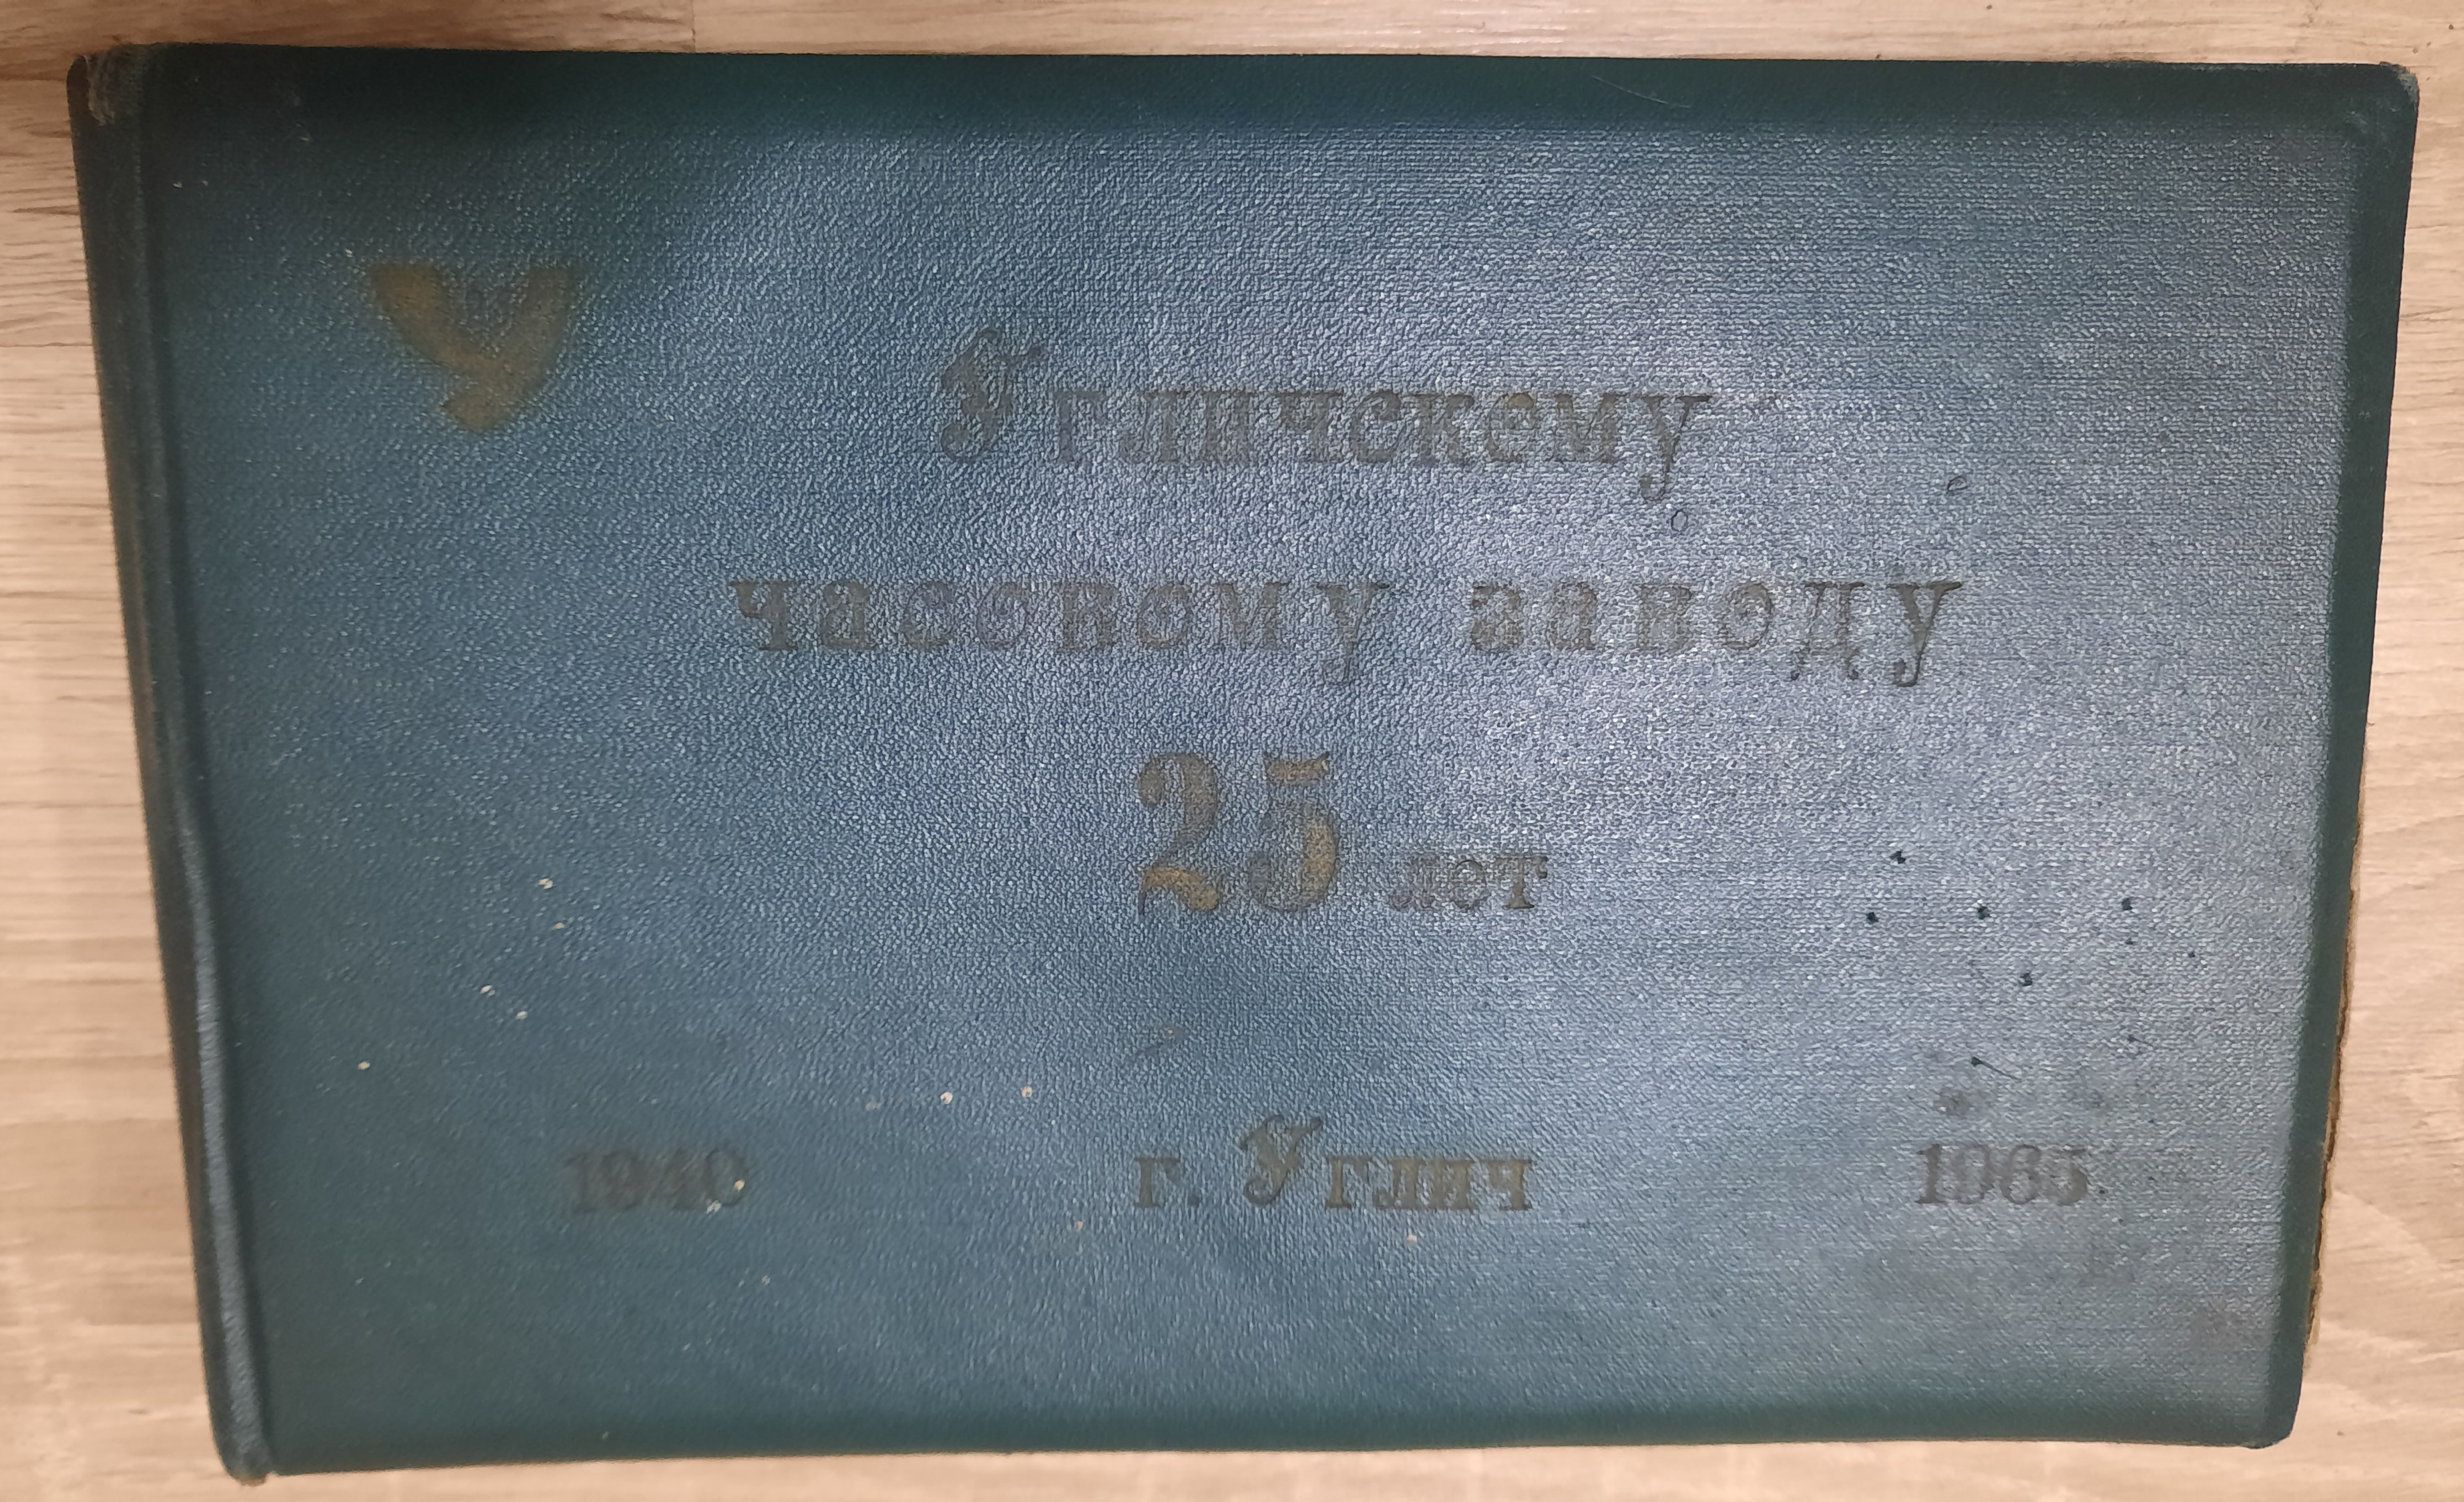 У
Угличскому
часовому заводу
25 лет
1940 г. Углич 1965